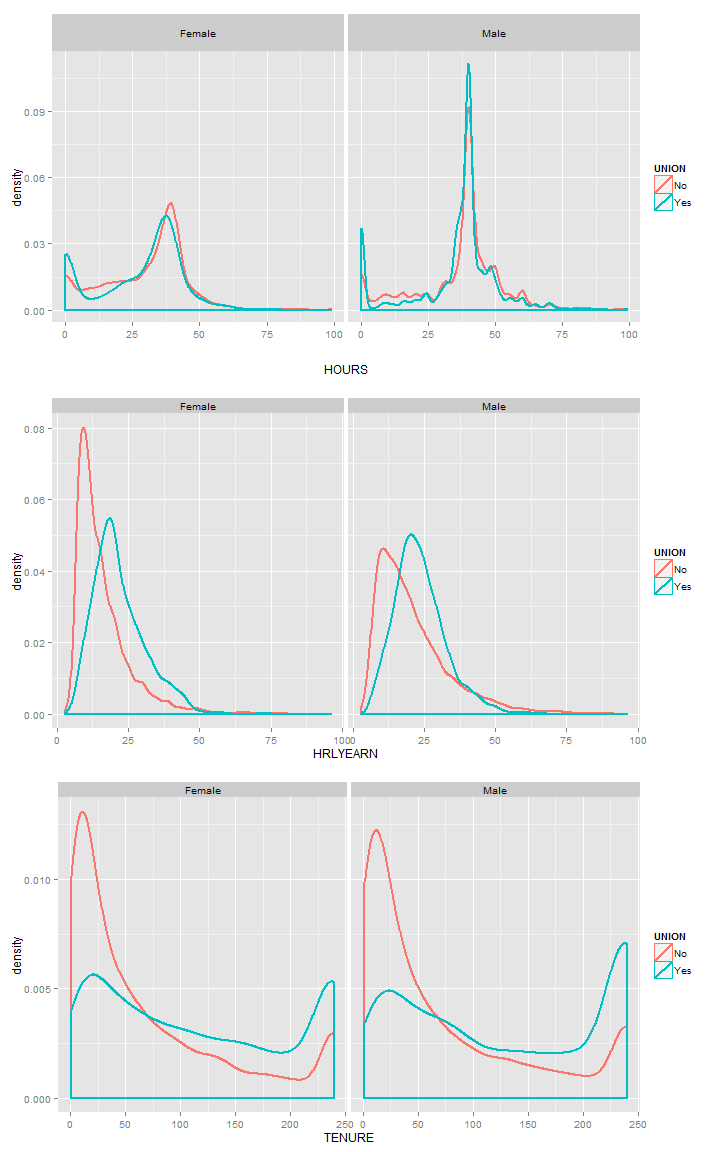 Female Male
0.09
0.06
0.03
0.00
density
0 25 50 75 100 0 25 50 75 100
HOURS
UNION
No
Yes
Female Male
0.08
0.06
0.04
0.02
0.00
density
0 25 50 75 100 0 25 50 75 100
HRLYEARN
UNION
No
Yes
Female Male
0.010
0.005
0.000
density
0 50 100 150 200 250 0 50 100 150 200 250
TENURE
UNION
No
Yes